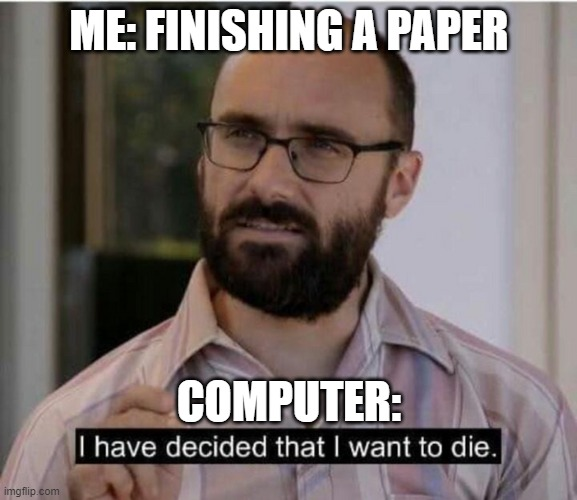 ME: FINISHING A PAPER
COMPUTER:
I have decided that I want to die.
imgflip.com